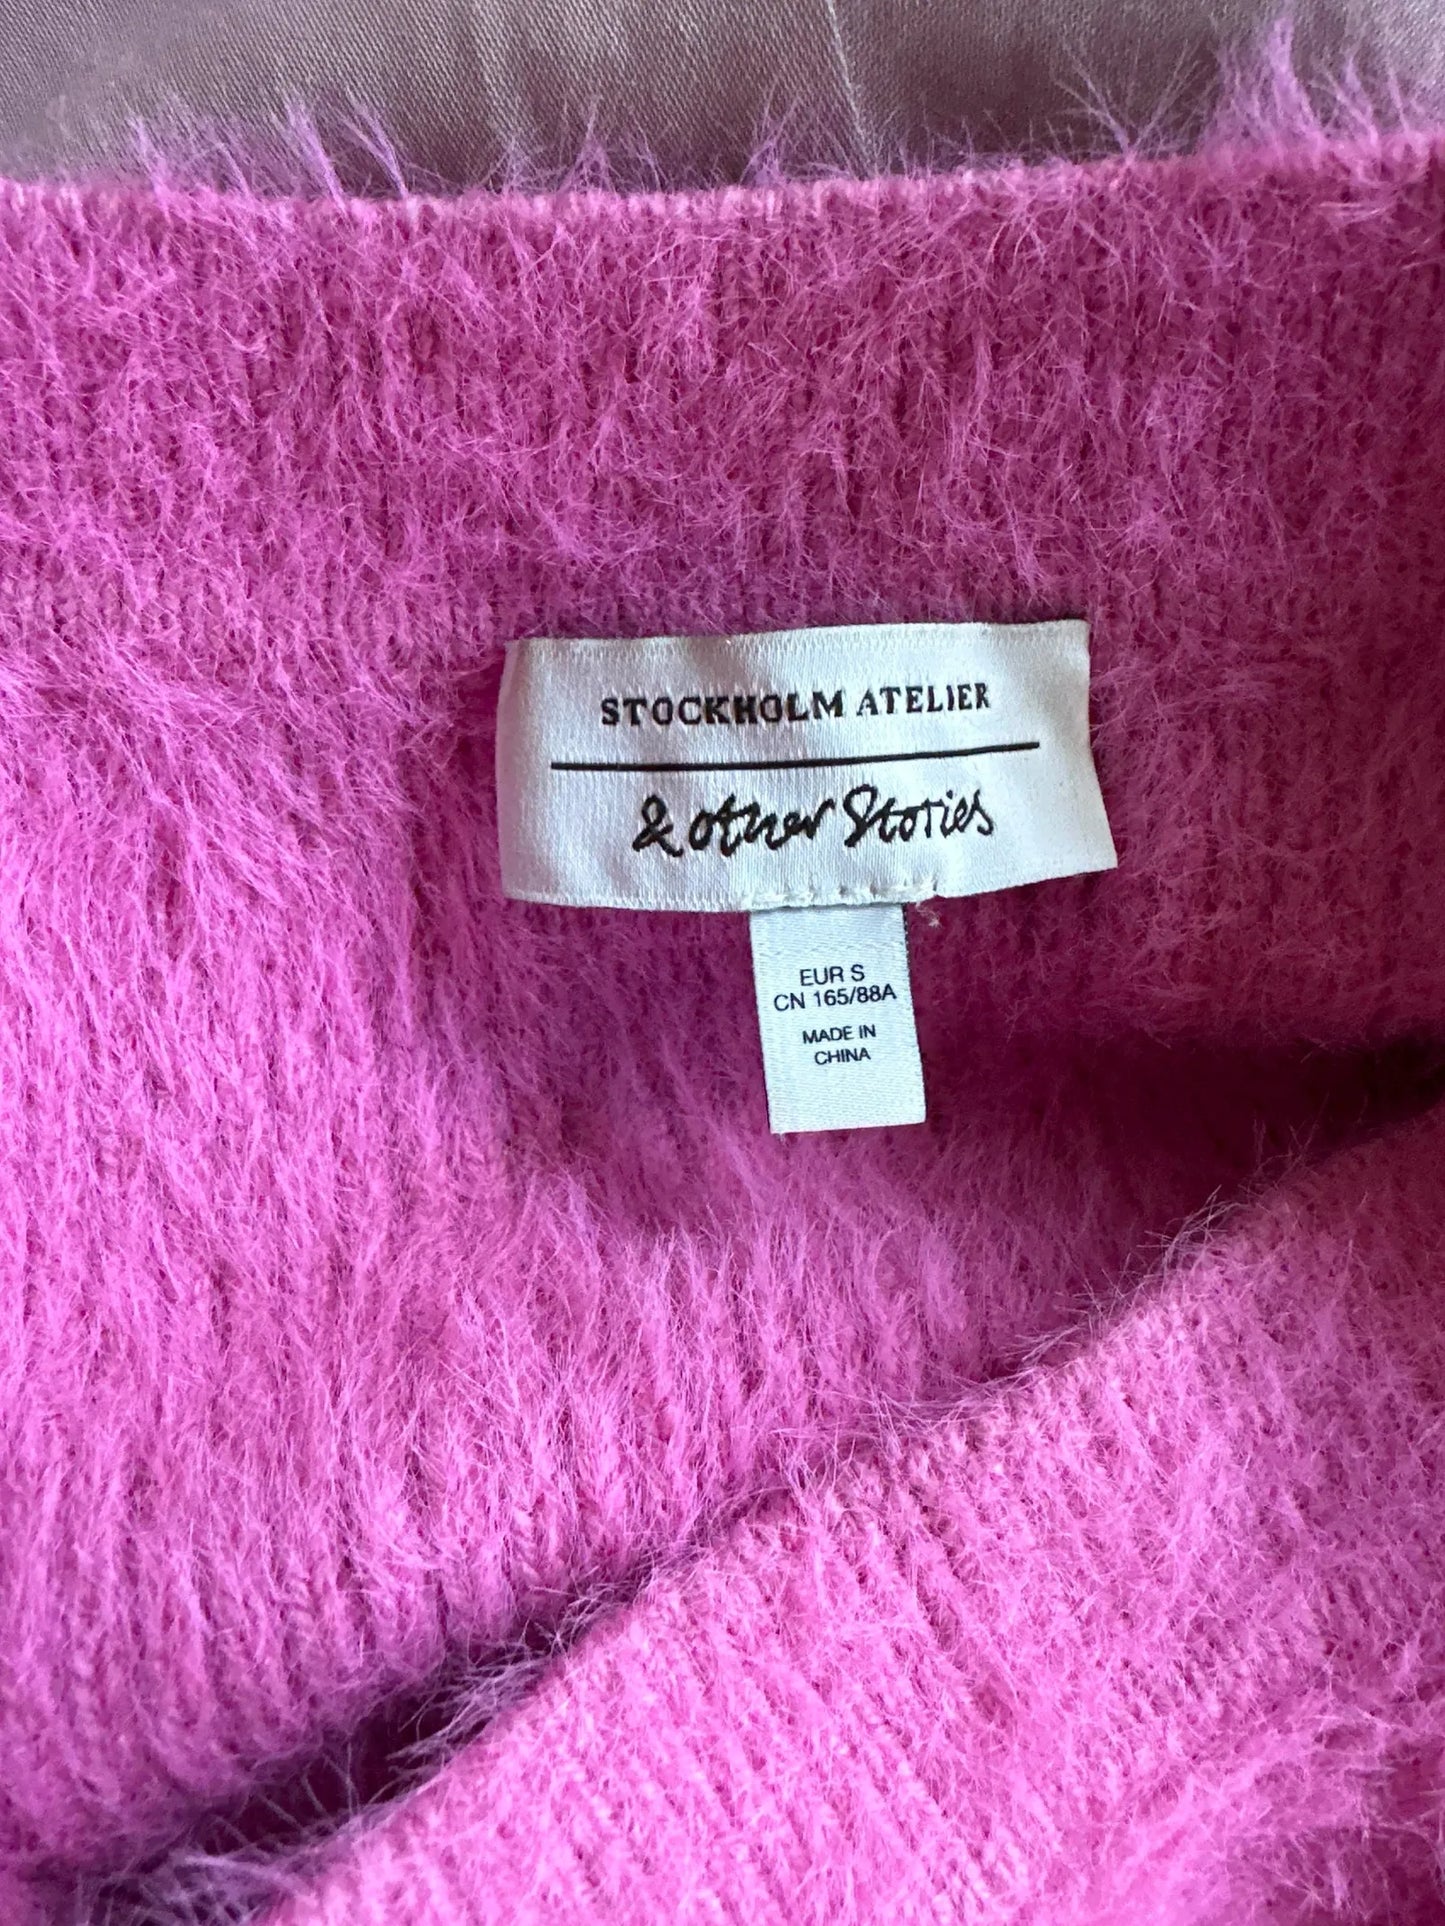 STOCKHOLM ATELIER
& other Stories
EUR S
CN 165/88A
MADE IN
CHINA